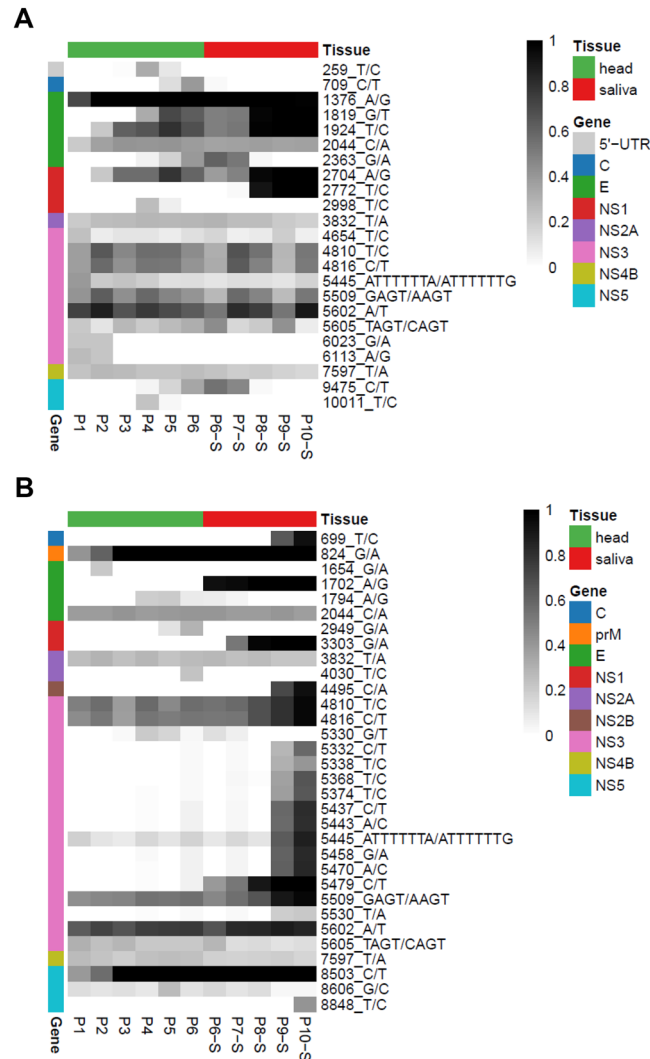 A
Tissue
259_T/C
709_C/T
1376_A/G
1819_G/T
1924_T/C
2044_C/A
2363_G/A
2704_A/G
2772_T/C
2998_T/C
3832_T/A
4654_T/C
4810_T/C
4816_C/T
5445_ATTTTTTA/ATTTTTTG
5509_GAGT/AAGT
5602_A/T
5605_TAGT/CAGT
6023_G/A
6113_A/G
7597_T/A
9475_C/T
10011_T/C
Gene
P1
P2
P3
P4
P5
P6
P6-S
P7-S
P8-S
P9-S
P10-S
1
0.8
0.6
0.4
0.2
0
Tissue
head
saliva
Gene
5'-UTR
C
E
NS1
NS2A
NS3
NS4B
NS5
B
Tissue
699_T/C
824_G/A
1654_G/A
1702_A/G
1794_A/G
2044_C/A
2949_G/A
3303_G/A
3832_T/A
4030_T/C
4495_C/A
4810_T/C
4816_C/T
5330_G/T
5332_C/T
5338_T/C
5368_T/C
5374_T/C
5437_C/T
5443_A/C
5445_ATTTTTTA/ATTTTTTG
5458_G/A
5470_A/C
5479_C/T
5509_GAGT/AAGT
5530_T/A
5602_A/T
5605_TAGT/CAGT
7597_T/A
8503_C/T
8606_G/C
8848_T/C
Gene
P1
P2
P3
P4
P5
P6
P6-S
P7-S
P8-S
P9-S
P10-S
1
0.8
0.6
0.4
0.2
0
Tissue
head
saliva
Gene
C
prM
E
NS1
NS2A
NS2B
NS3
NS4B
NS5